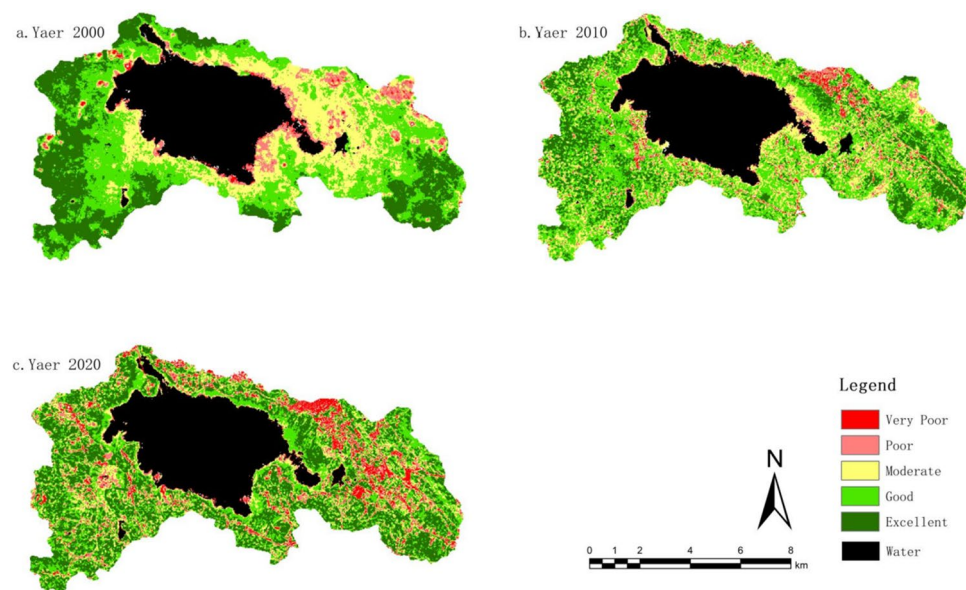 a. Yaer 2000
b. Yaer 2010
c. Yaer 2020
Legend
Very Poor
Poor
Moderate
Good
Excellent
Water
N
0 2 4 6 8
km